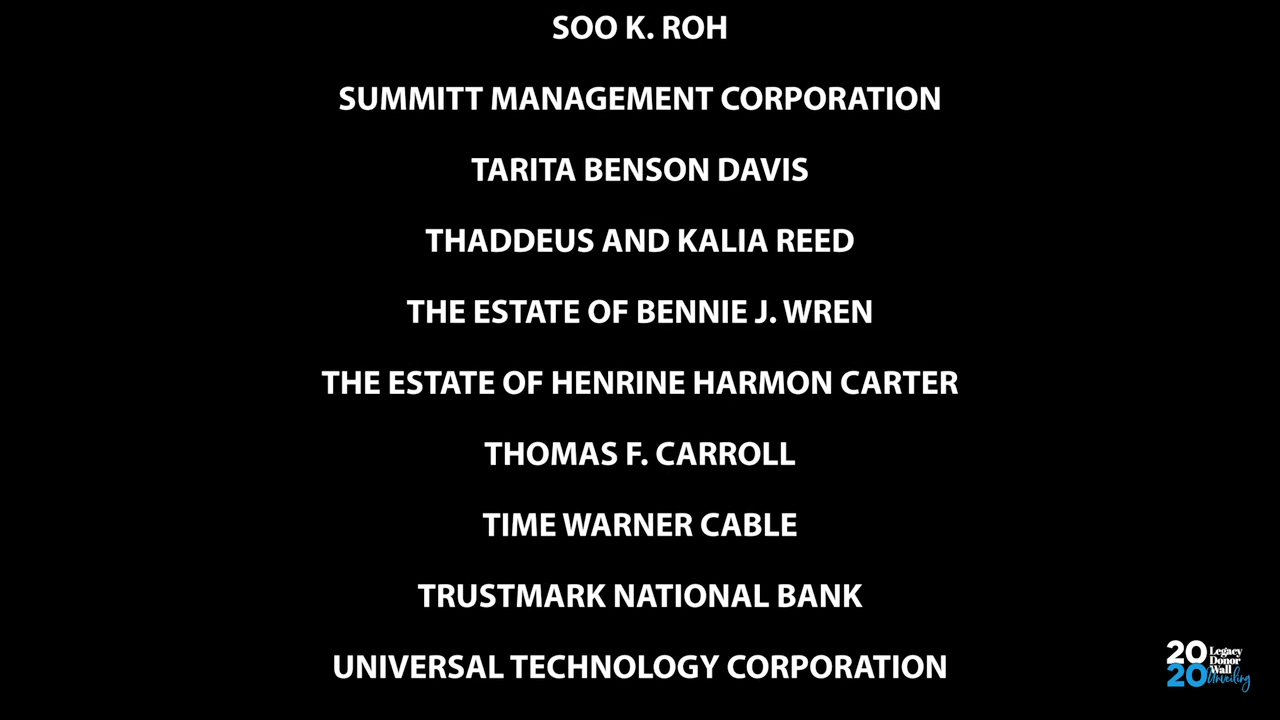 SOO K. ROH
SUMMITT MANAGEMENT CORPORATION
TARITA BENSON DAVIS
THADDEUS AND KALIA REED
THE ESTATE OF BENNIE J. WREN
THE ESTATE OF HENRINE HARMON CARTER
THOMAS F. CARROLL
TIME WARNER CABLE
TRUSTMARK NATIONAL BANK
UNIVERSAL TECHNOLOGY CORPORATION
2020
Legacy
Donor
Wall
Unveiling